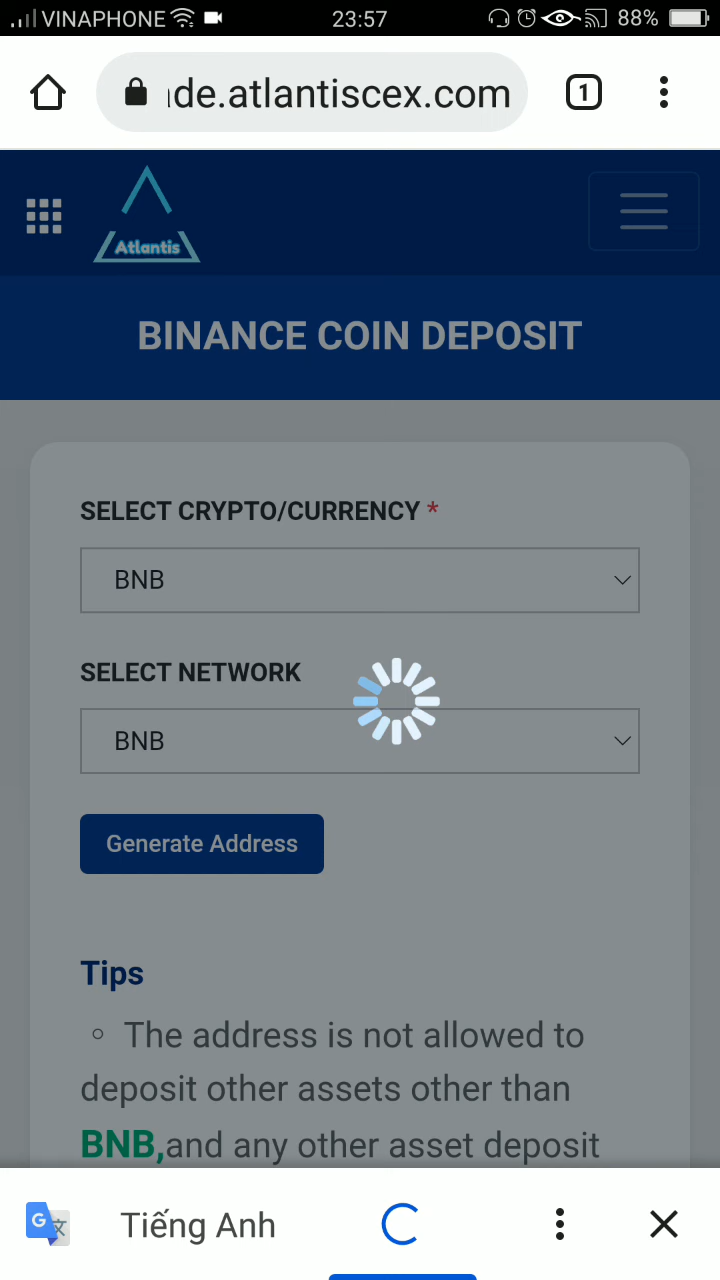 VINAPHONE 23:57 88%
de.atlantiscex.com 1
Atlantis
BINANCE COIN DEPOSIT
SELECT CRYPTO/CURRENCY *
BNB
SELECT NETWORK
BNB
Generate Address
Tips
The address is not allowed to
deposit other assets other than
BNB,and any other asset deposit
G 文 Tiếng Anh